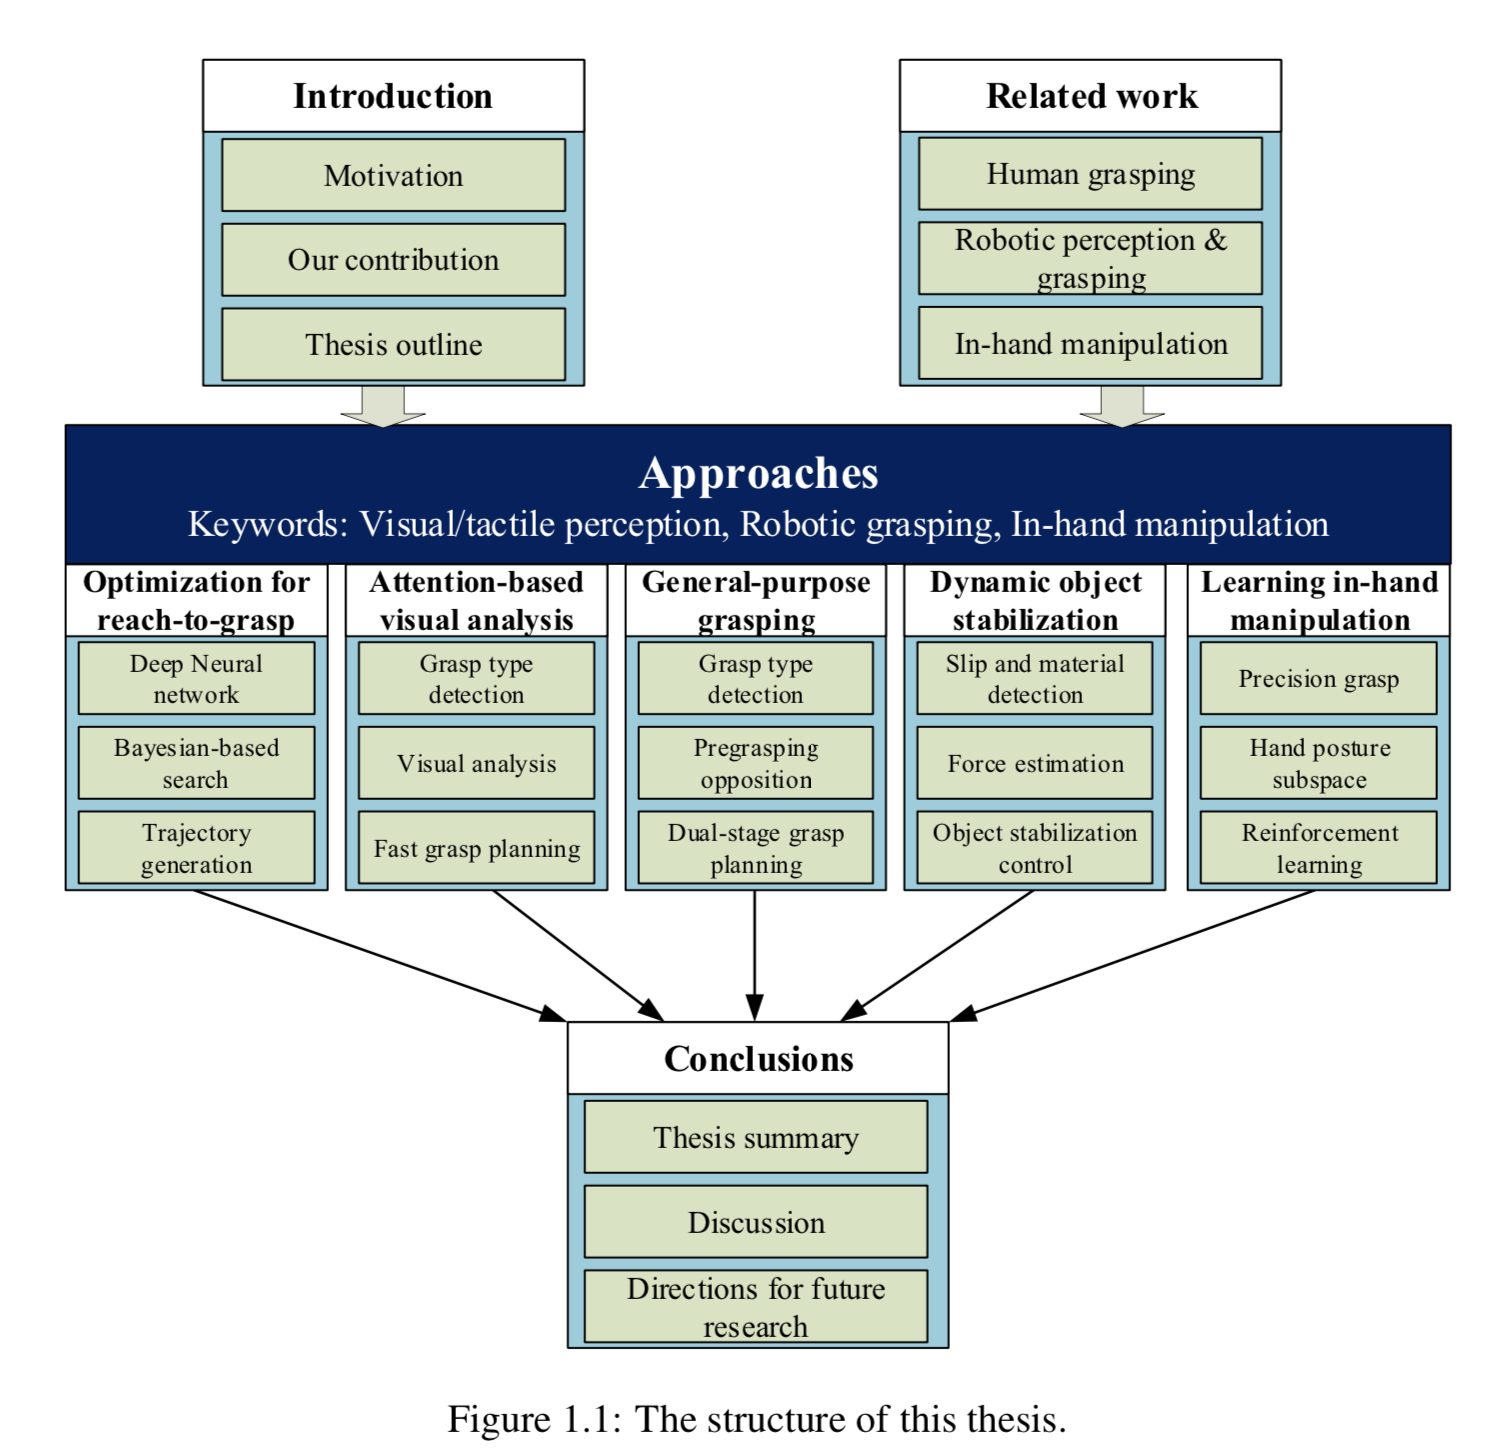 Introduction
Motivation
Our contribution
Thesis outline
Related work
Human grasping
Robotic perception &
grasping
In-hand manipulation
Approaches
Keywords: Visual/tactile perception, Robotic grasping, In-hand manipulation
Optimization for
reach-to-grasp
Deep Neural
network
Bayesian-based
search
Trajectory
generation
Attention-based
visual analysis
Grasp type
detection
Visual analysis
Fast grasp planning
General-purpose
grasping
Grasp type
detection
Pregrasping
opposition
Dual-stage grasp
planning
Dynamic object
stabilization
Slip and material
detection
Force estimation
Object stabilization
control
Learning in-hand
manipulation
Precision grasp
Hand posture
subspace
Reinforcement
learning
Conclusions
Thesis summary
Discussion
Directions for future
research
Figure 1.1: The structure of this thesis.